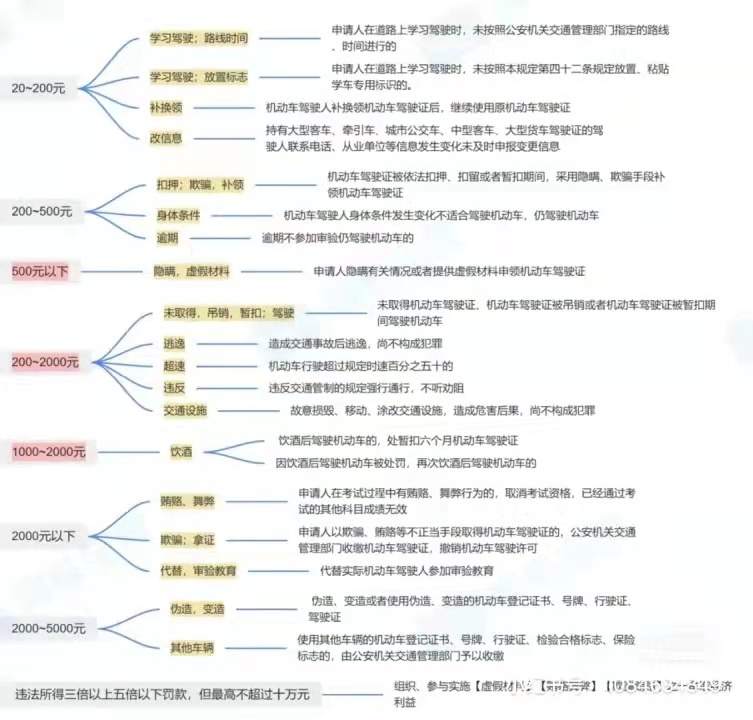 20~200元
学习驾驶;路线时间
申请人在道路上学习驾驶时,未按照公安机关交通管理部门指定的路线
、时间进行的
学习驾驶;放置标志
申请人在道路上学习驾驶时,未按照本规定第四十二条规定放置、粘贴
学车专用标识的。
补换领
机动车驾驶人补换领机动车驾驶证后,继续使用原机动车驾驶证
改信息
持有大型客车、牵引车、城市公交车、中型客车、大型货车驾驶证的驾
驶人联系电话、从业单位等信息发生变化未及时申报变更信息
200~500元
扣押;欺骗,补领
机动车驾驶证被依法扣押、扣留或者暂扣期间,采用隐瞒、欺骗手段补
领机动车驾驶证
身体条件
机动车驾驶人身体条件发生变化不适合驾驶机动车,仍驾驶机动车
逾期
逾期不参加审验仍驾驶机动车的
500元以下
隐瞒,虚假材料
申请人隐瞒有关情况或者提供虚假材料申领机动车驾驶证
200~2000元
未取得,吊销,暂扣;驾驶
未取得机动车驾驶证、机动车驾驶证被吊销或者机动车驾驶证被暂扣期
间驾驶机动车
逃逸
造成交通事故后逃逸,尚不构成犯罪
超速
机动车行驶超过规定时速百分之五十的
违反
违反交通管制的规定强行通行,不听劝阻
交通设施
故意损毁、移动、涂改交通设施,造成危害后果,尚不构成犯罪
1000~2000元
饮酒
饮酒后驾驶机动车的,处暂扣六个月机动车驾驶证
因饮酒后驾驶机动车被处罚,再次饮酒后驾驶机动车的
2000元以下
贿赂、舞弊
申请人在考试过程中有贿赂、舞弊行为的,取消考试资格,已经通过考
试的其他科目成绩无效
欺骗;拿证
申请人以欺骗、贿赂等不正当手段取得机动车驾驶证的,公安机关交通
管理部门收缴机动车驾驶证,撤销机动车驾驶许可
代替,审验教育
代替实际机动车驾驶人参加审验教育
2000~5000元
伪造,变造
伪造、变造或者使用伪造、变造的机动车登记证书、号牌、行驶证、
驾驶证
其他车辆
使用其他车辆的机动车登记证书、号牌、行驶证、检验合格标志、保险
标志的,由公安机关交通管理部门予以收缴
违法所得三倍以上五倍以下罚款,但最高不超过十万元
组织、参与实施【虚假材
济
利益